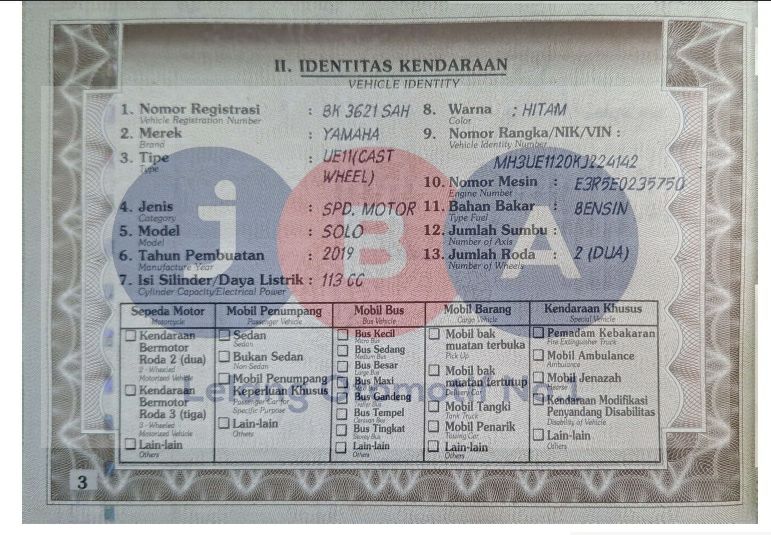 II. IDENTITAS KENDARAAN
VEHICLE IDENTITY
1. Nomor Registrasi : BK 3621 SAH
Vehicle Registration Number
2. Merek : YAMAHA
Brand
3. Tipe : UE11(CAST WHEEL)
Type
4. Jenis : SPD. MOTOR
Category
5. Model : SOLO
Model
6. Tahun Pembuatan : 2019
Manufacture Year
7. Isi Silinder/Daya Listrik : 113 CC
Cylinder Capacity/Electrical Power
8. Warna : HITAM
Color
9. Nomor Rangka/NIK/VIN :
Vehicle Identity Number
MH3UE1120KJ224142
10. Nomor Mesin : E3R5E0235750
Engine Number
11. Bahan Bakar : BENSIN
Type Fuel
12. Jumlah Sumbu :
Number of Axis
13. Jumlah Roda : 2 (DUA)
Number of Wheels
jBA
Lelang Otomotif No.1
Sepeda Motor
Motorcycle
Kendaraan
Bermotor
Roda 2 (dua)
2 - Wheeled
Motorized Vehicle
Kendaraan
Bermotor
Roda 3 (tiga)
3 - Wheeled
Motorized Vehicle
Lain-lain
Others
Mobil Penumpang
Passenger Vehicle
Sedan
Sedan
Bukan Sedan
Non Sedan
Mobil Penumpang
Keperluan Khusus
Passenger Car for
Specific Purpose
Lain-lain
Others
Mobil Bus
Bus Vehicle
Bus Kecil
Micro Bus
Bus Sedang
Medium Bus
Bus Besar
Large Bus
Bus Maxi
Bus Gandeng
Bus Tempel
Bus Tingkat
Lain-lain
Others
Mobil Barang
Cargo Vehicle
Mobil bak
muatan terbuka
Pick Up
Mobil bak
muatan tertutup
Mobil Tangki
Tank Truck
Mobil Penarik
Towing Car
Lain-lain
Others
Kendaraan Khusus
Special Vehicle
Pemadam Kebakaran
Fire Extinguisher Truck
Mobil Ambulance
Ambulance
Mobil Jenazah
Kendaraan Modifikasi
Penyandang Disabilitas
Disability of Vehicle
Lain-lain
Others
3